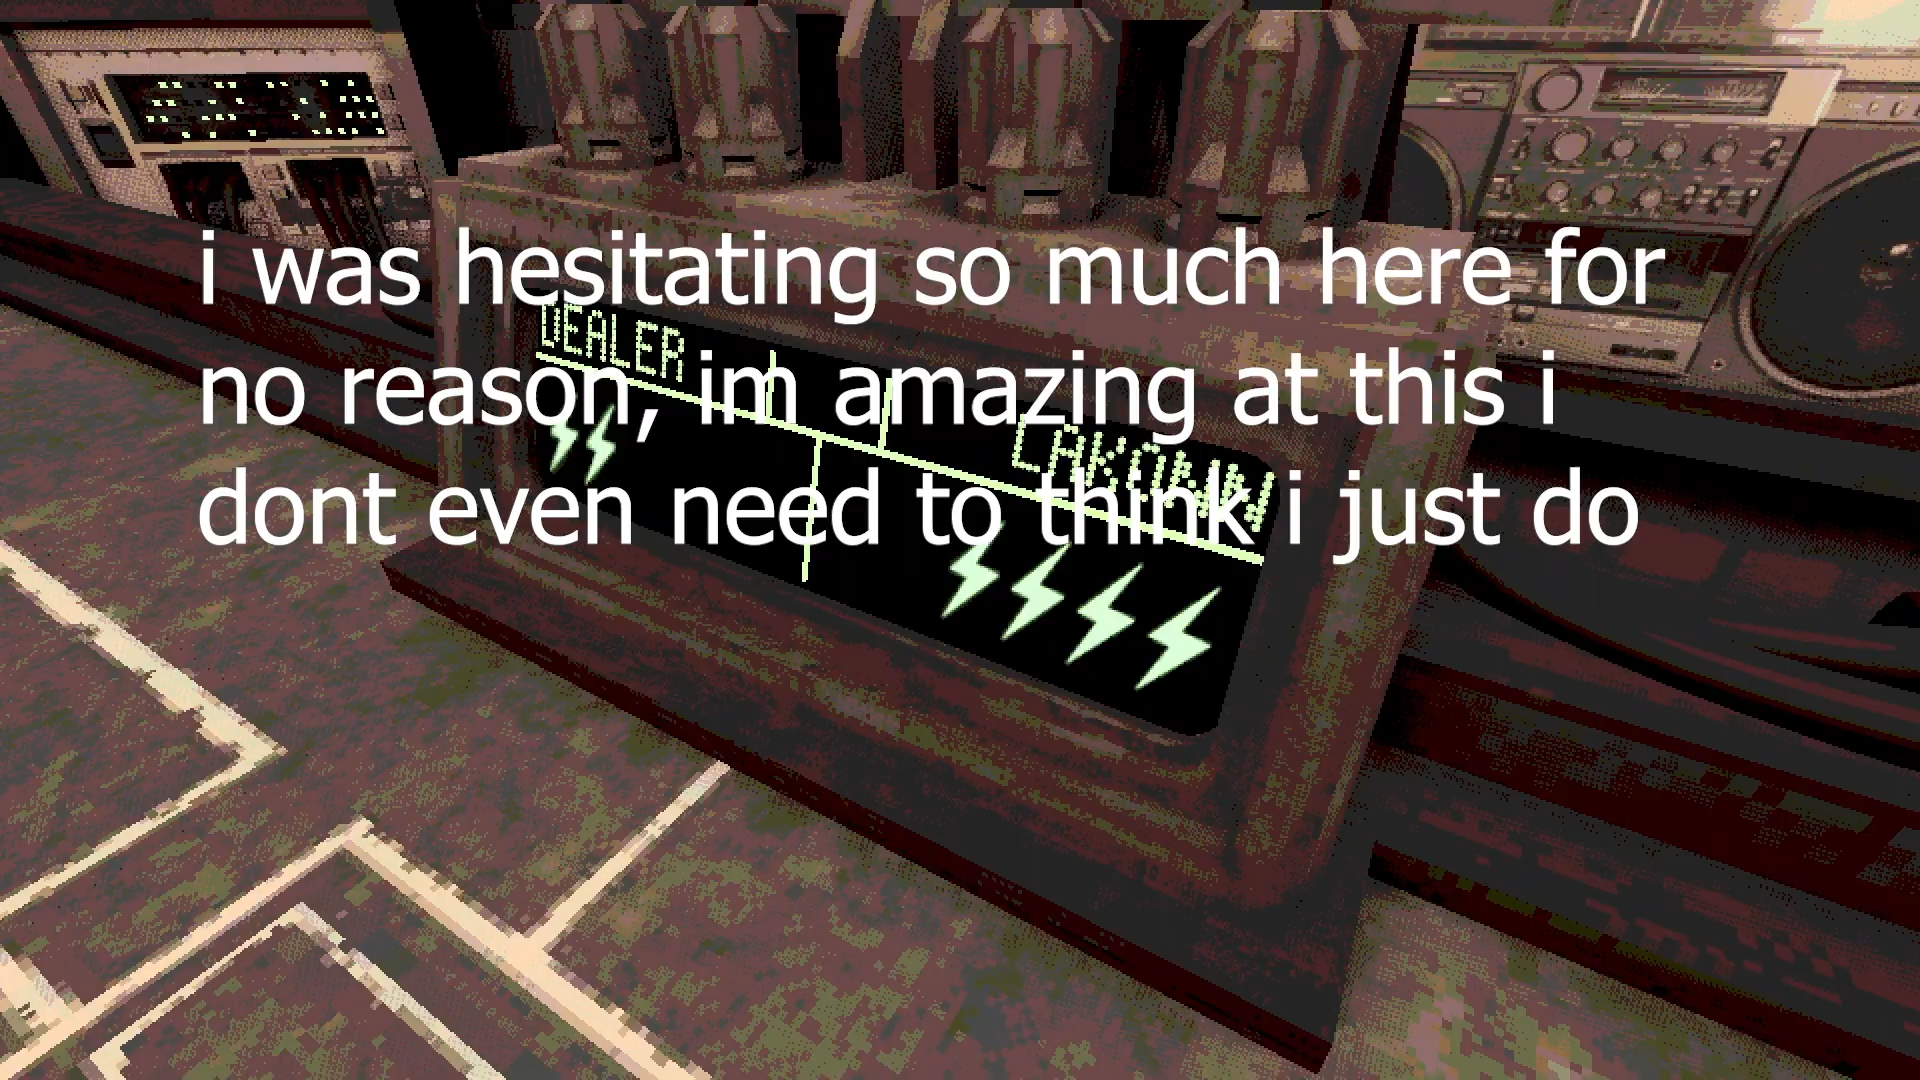 i was hesitating so much here for
DEALER
no reason, im amazing at this i
dont even need to think i just do